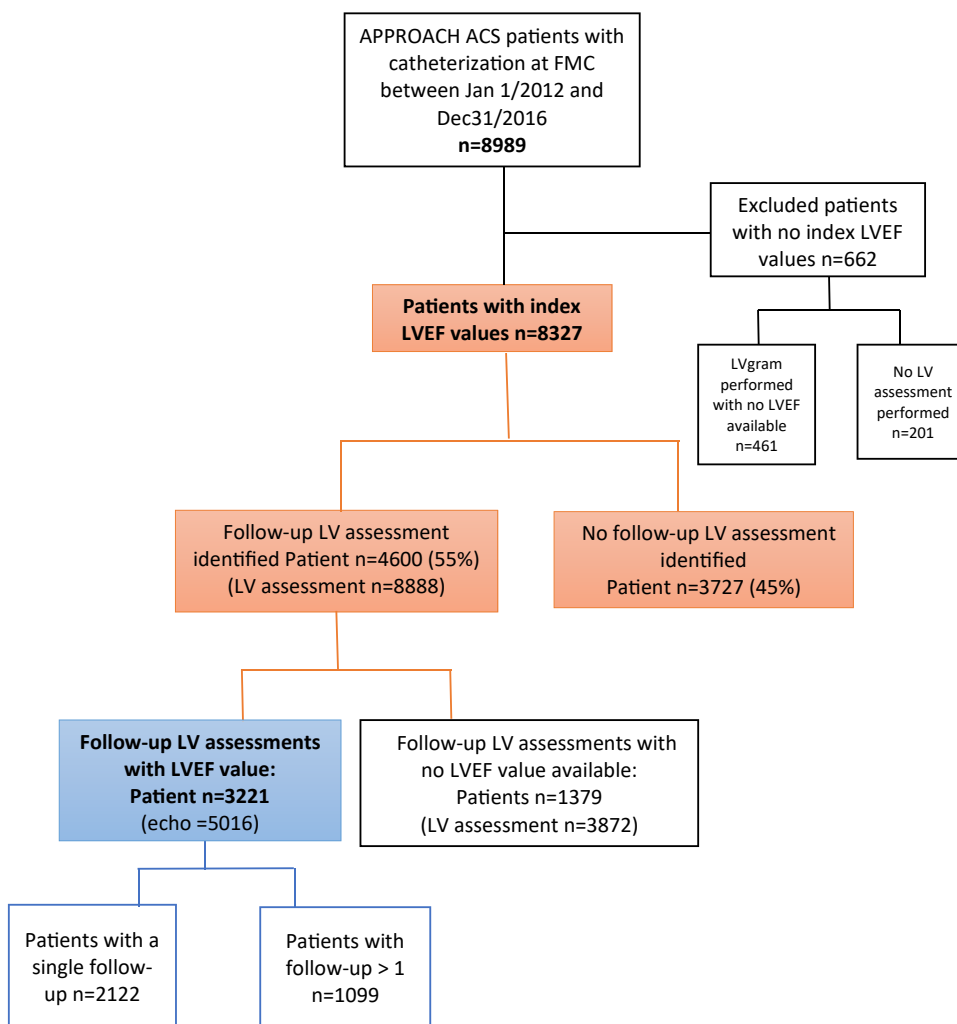 APPROACH ACS patients with
catheterization at FMC
between Jan 1/2012 and
Dec31/2016
n=8989
Excluded patients
with no index LVEF
values n=662
Patients with index
LVEF values n=8327
LVgram
performed
with no LVEF
available
n=461
No LV
assessment
performed
n=201
Follow-up LV assessment
identified Patient n=4600 (55%)
(LV assessment n=8888)
No follow-up LV assessment
identified
Patient n=3727 (45%)
Follow-up LV assessments
with LVEF value:
Patient n=3221
(echo =5016)
Follow-up LV assessments with
no LVEF value available:
Patients n=1379
(LV assessment n=3872)
Patients with a
single follow-
up n=2122
Patients with
follow-up > 1
n=1099